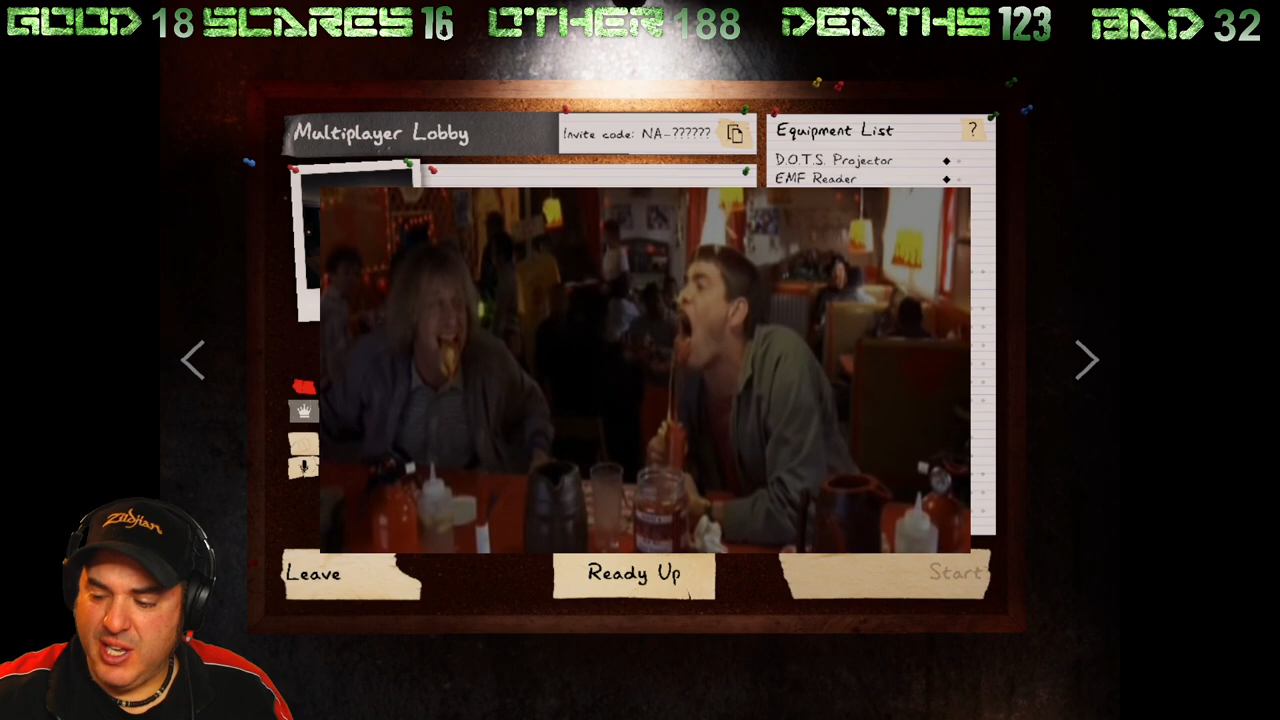 GOOD 18 SCARES 16 OTHER 188 DEATHS 123 BAD 32
Multiplayer Lobby
Invite code: NA-??????
Equipment List
?
D.O.T.S. Projector
EMF Reader
Leave
Ready Up
Start
Zildjian